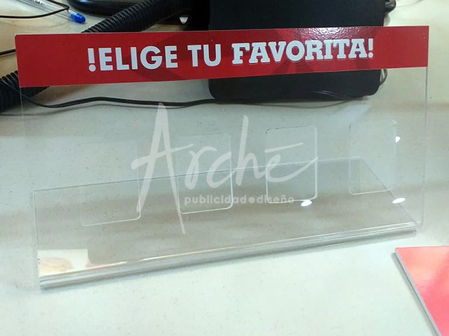 !ELIGE TU FAVORITA!
Arché
publicidad●diseño